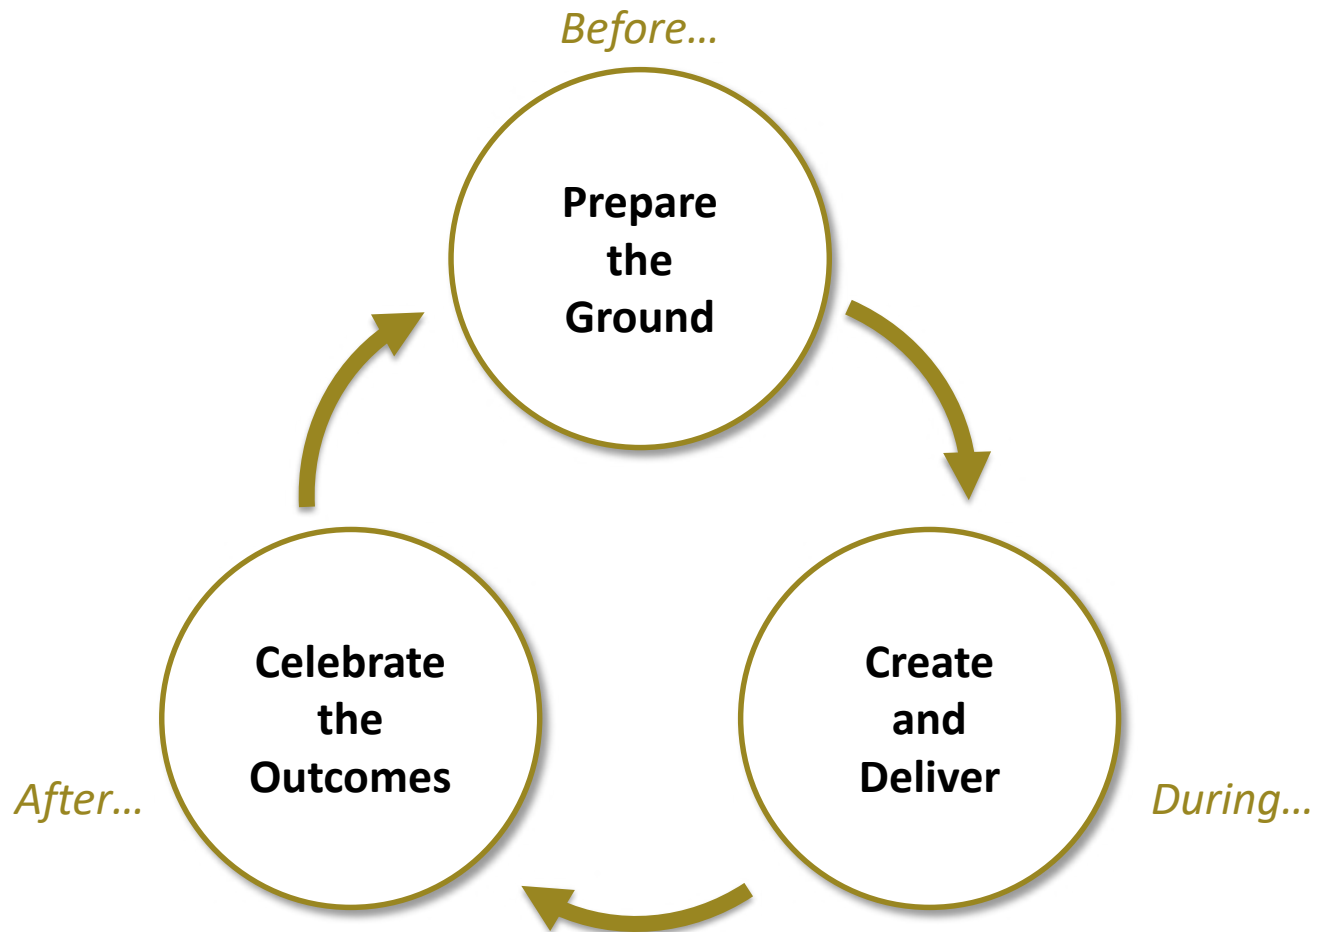 Before...
Prepare
the
Ground
Celebrate
the
Outcomes
After...
Create
and
Deliver
During...